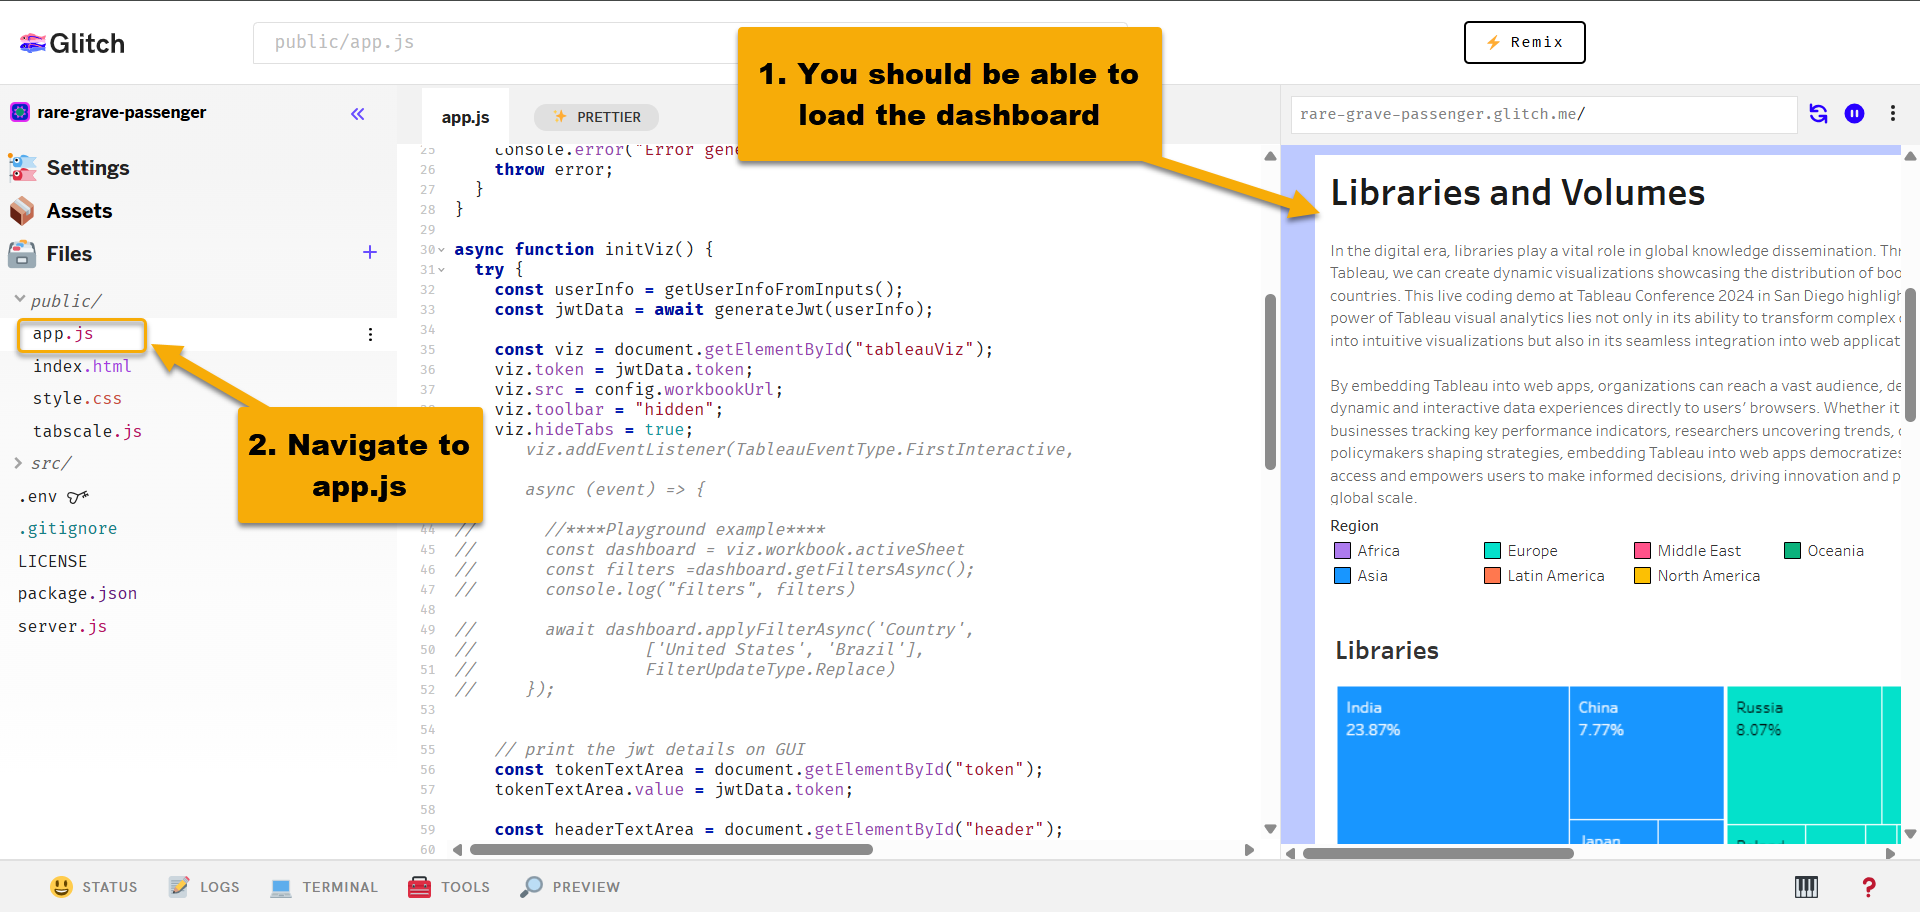 Glitch
public/app.js
1. You should be able to
load the dashboard
⚡ Remix
rare-grave-passenger
«
app.js
✨ PRETTIER
rare-grave-passenger.glitch.me/
Settings
Assets
Files +
public/
app.js
index.html
style.css
tabscale.js
src/
.env
.gitignore
LICENSE
package.json
server.js
2. Navigate to
app.js
25 console.error("Error gene
26 throw error;
27 }
28 }
29
30 async function initViz() {
31 try {
32 const userInfo = getUserInfoFromInputs();
33 const jwtData = await generateJwt(userInfo);
34
35 const viz = document.getElementById("tableauViz");
36 viz.token = jwtData.token;
37 viz.src = config.workbookUrl;
viz.toolbar = "hidden";
viz.hideTabs = true;
viz.addEventListener(TableauEventType.FirstInteractive,
async (event) => {
44 // //****Playground example****
45 // const dashboard = viz.workbook.activeSheet
46 // const filters =dashboard.getFiltersAsync();
47 // console.log("filters", filters)
48
49 // await dashboard.applyFilterAsync('Country',
50 // ['United States', 'Brazil'],
51 // FilterUpdateType.Replace)
52 // });
53
54
55 // print the jwt details on GUI
56 const tokenTextArea = document.getElementById("token");
57 tokenTextArea.value = jwtData.token;
58
59 const headerTextArea = document.getElementById("header");
60
Libraries and Volumes
In the digital era, libraries play a vital role in global knowledge dissemination. Thr
Tableau, we can create dynamic visualizations showcasing the distribution of boo
countries. This live coding demo at Tableau Conference 2024 in San Diego highligh
power of Tableau visual analytics lies not only in its ability to transform complex
into intuitive visualizations but also in its seamless integration into web applicat
By embedding Tableau into web apps, organizations can reach a vast audience, de
dynamic and interactive data experiences directly to users’ browsers. Whether it
businesses tracking key performance indicators, researchers uncovering trends,
policymakers shaping strategies, embedding Tableau into web apps democratizes
access and empowers users to make informed decisions, driving innovation and p
global scale.
Region
Africa Europe Middle East Oceania
Asia Latin America North America
Libraries
India China Russia
23.87% 7.77% 8.07%
Japan
STATUS LOGS TERMINAL TOOLS PREVIEW ?